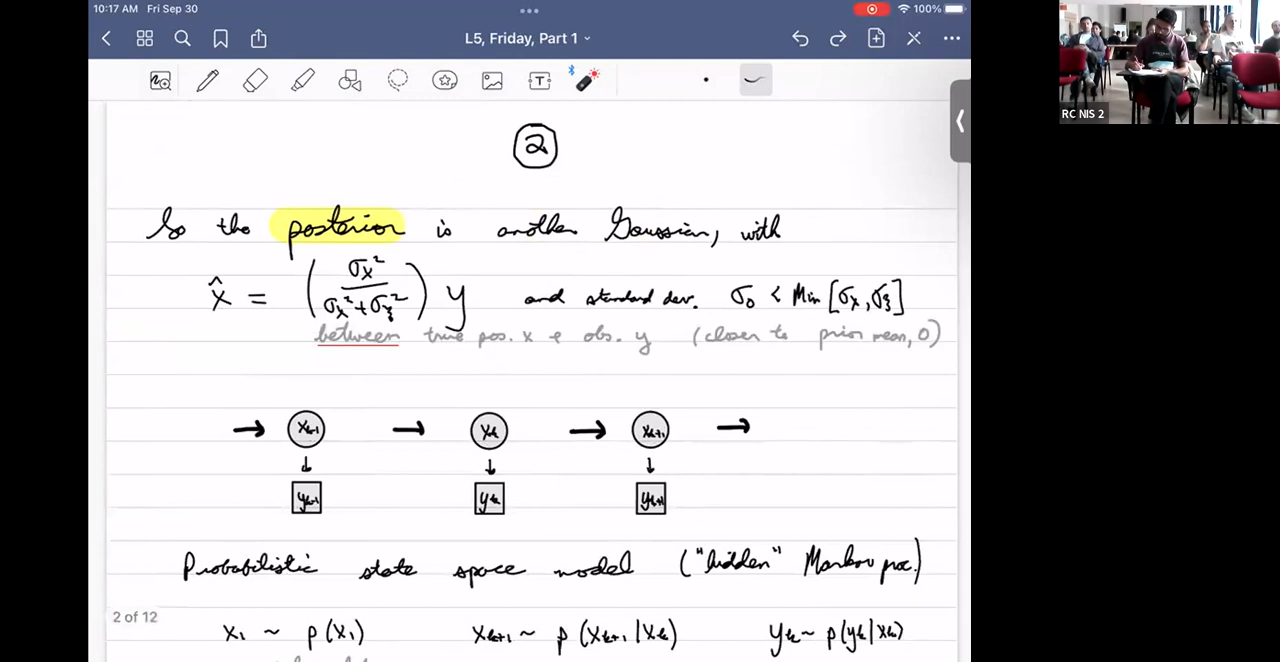 10:17 AM Fri Sep 30
100%
L5, Friday, Part 1
T
RC NIS 2
2
So the posterior is another Gaussian, with
x̂ = (σx² / (σx² + σξ²)) y and standard dev. σ0 < Min [σx, σξ]
between true pos. x & obs. y (closer to prior mean, 0)
→ xk-1 → xk → xk+1 →
↓ ↓ ↓
yk-1 yk yk+1
Probabilistic state space model ("hidden" Markov proc.)
2 of 12
x1 ~ p(x1) xk+1 ~ p(xk+1|xk) yk ~ p(yk|xk)